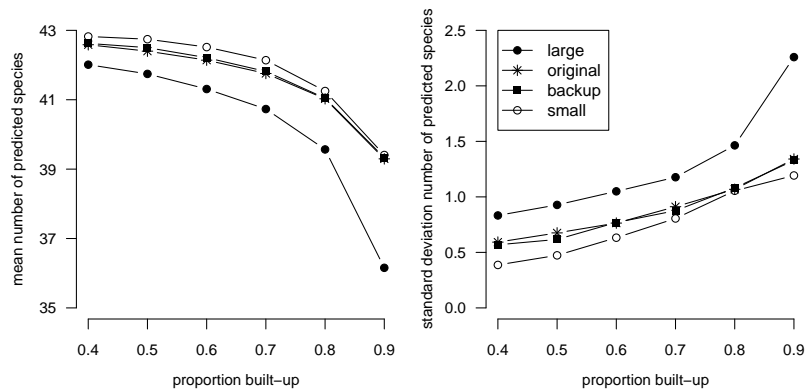 mean number of predicted species
43
41
39
37
35
0.4 0.5 0.6 0.7 0.8 0.9
proportion built−up
standard deviation number of predicted species
2.5
2.0
1.5
1.0
0.5
0.0
large
original
backup
small
0.4 0.5 0.6 0.7 0.8 0.9
proportion built−up